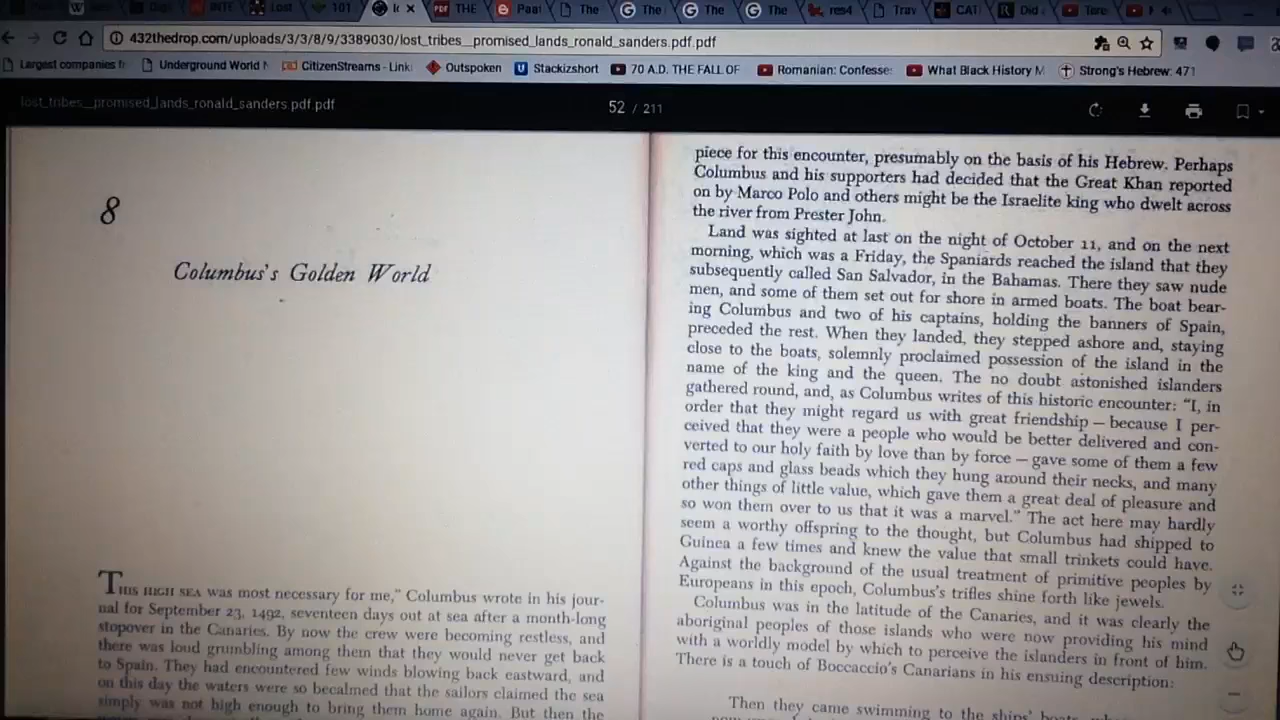 INTE
Lost
101
THE
Paat
The
The
The
The
res4
Trav
CAT
Did
Tare
432thedrop.com/uploads/3/3/8/9/3389030/lost_tribes__promised_lands_ronald_sanders.pdf.pdf
Largest companies fr
Underground World N
CitizenStreams - Link
Outspoken
Stackizshort
70 A.D. THE FALL OF
Romanian: Confesse
What Black History M
Strong's Hebrew: 471
lost_tribes__promised_lands_ronald_sanders.pdf.pdf
52 / 211
8
Columbus's Golden World
THIS HIGH SEA was most necessary for me," Columbus wrote in his jour-
nal for September 23, 1492, seventeen days out at sea after a month-long
stopover in the Canaries. By now the crew were becoming restless, and
there was loud grumbling among them that they would never get back
to Spain. They had encountered few winds blowing back eastward, and
on this day the waters were so becalmed that the sailors claimed the sea
simply was not high enough to bring them home again. But then the
piece for this encounter, presumably on the basis of his Hebrew. Perhaps
Columbus and his supporters had decided that the Great Khan reported
on by Marco Polo and others might be the Israelite king who dwelt across
the river from Prester John.
Land was sighted at last on the night of October 11, and on the next
morning, which was a Friday, the Spaniards reached the island that they
subsequently called San Salvador, in the Bahamas. There they saw nude
men, and some of them set out for shore in armed boats. The boat bear-
ing Columbus and two of his captains, holding the banners of Spain,
preceded the rest. When they landed, they stepped ashore and, staying
close to the boats, solemnly proclaimed possession of the island in the
name of the king and the queen. The no doubt astonished islanders
gathered round, and, as Columbus writes of this historic encounter: "I, in
order that they might regard us with great friendship — because I per-
ceived that they were a people who would be better delivered and con-
verted to our holy faith by love than by force — gave some of them a few
red caps and glass beads which they hung around their necks, and many
other things of little value, which gave them a great deal of pleasure and
so won them over to us that it was a marvel." The act here may hardly
seem a worthy offspring to the thought, but Columbus had shipped to
Guinea a few times and knew the value that small trinkets could have.
Against the background of the usual treatment of primitive peoples by
Europeans in this epoch, Columbus's trifles shine forth like jewels.
Columbus was in the latitude of the Canaries, and it was clearly the
aboriginal peoples of those islands who were now providing his mind
with a worldly model by which to perceive the islanders in front of him.
There is a touch of Boccaccio's Canarians in his ensuing description:
Then they came swimming to the ships' boats